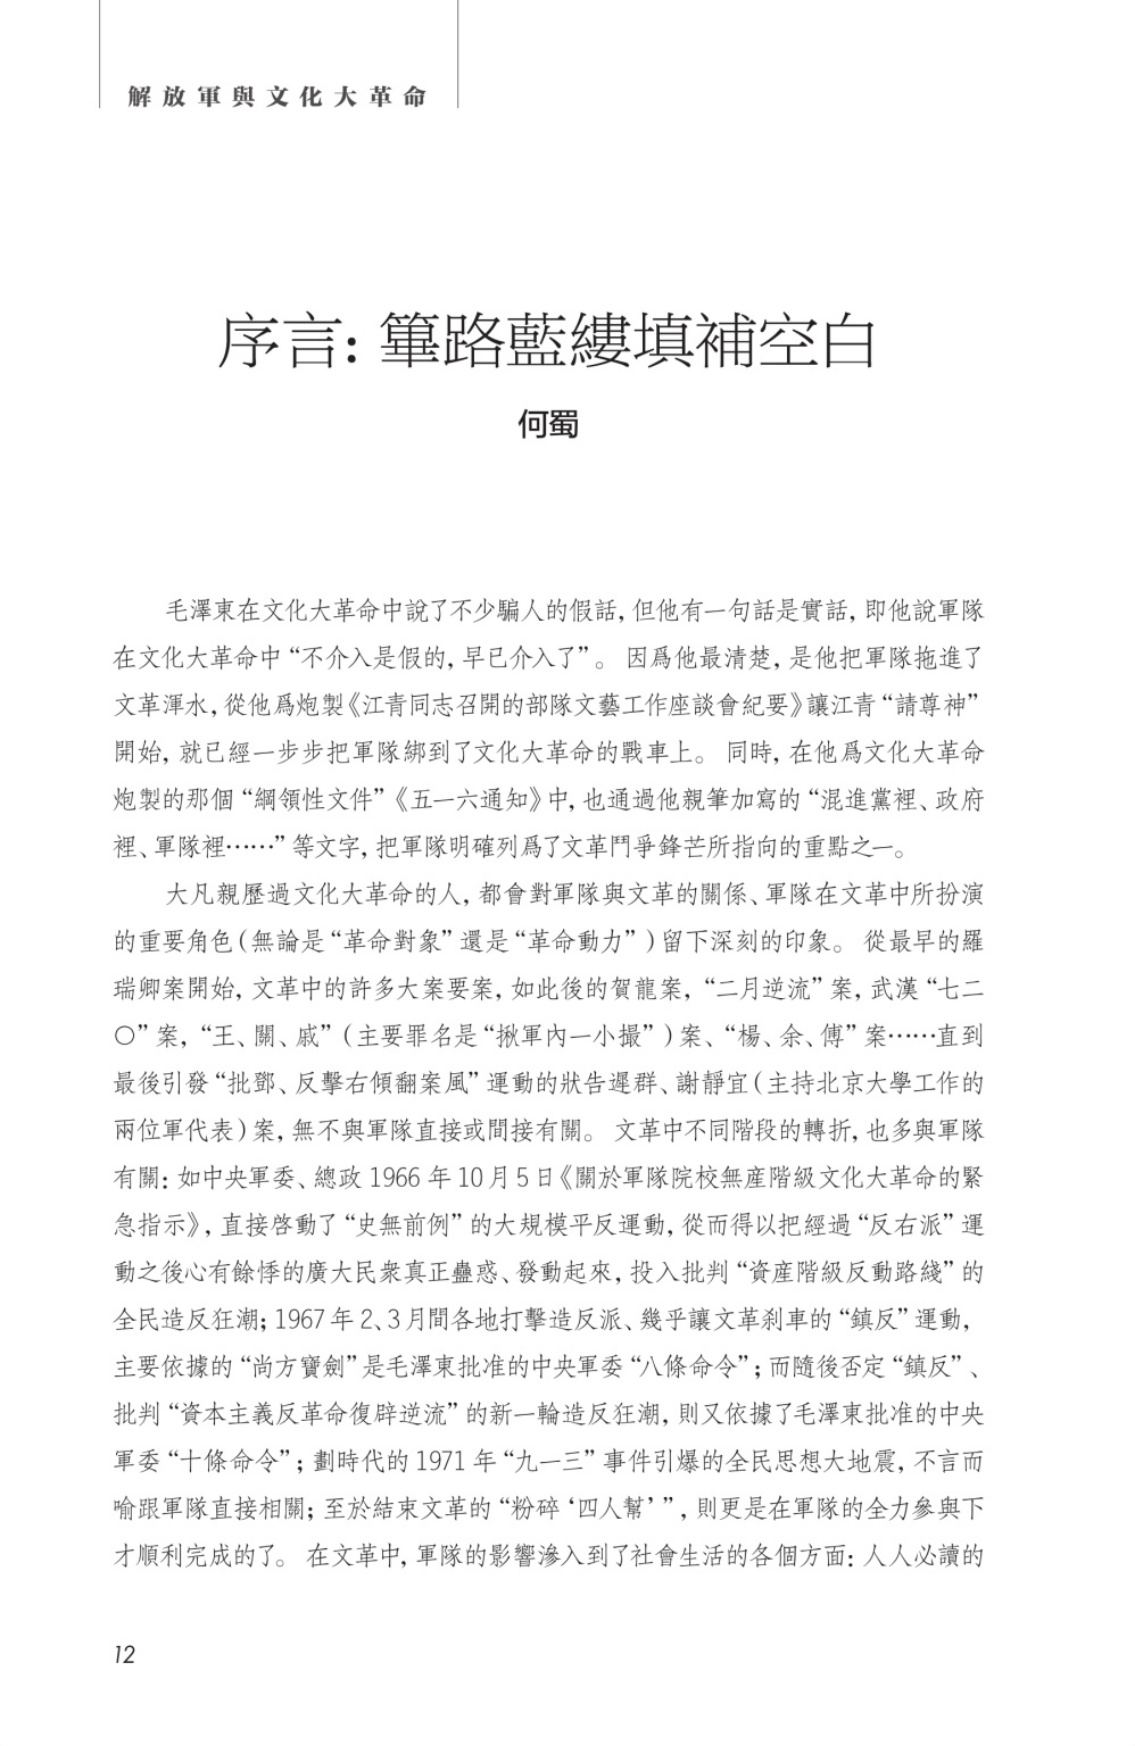 解放軍與文化大革命
序言：篳路藍縷填補空白
何蜀
毛澤東在文化大革命中說了不少騙人的假話，但他有一句話是實話，即他說軍隊
在文化大革命中“不介入是假的，早已介入了”。因爲他最清楚，是他把軍隊拖進了
文革渾水，從他爲炮製《江青同志召開的部隊文藝工作座談會紀要》讓江青“請尊神”
開始，就已經一步步把軍隊綁到了文化大革命的戰車上。同時，在他爲文化大革命
炮製的那個“綱領性文件”《五一六通知》中，也通過他親筆加寫的“混進黨裡、政府
裡、軍隊裡……”等文字，把軍隊明確列爲了文革鬥爭鋒芒所指向的重點之一。
大凡親歷過文化大革命的人，都會對軍隊與文革的關係、軍隊在文革中所扮演
的重要角色（無論是“革命對象”還是“革命動力”）留下深刻的印象。從最早的羅
瑞卿案開始，文革中的許多大案要案，如此後的賀龍案，“二月逆流”案，武漢“七二
〇”案，“王、關、戚”（主要罪名是“揪軍內一小撮”）案、“楊、余、傅”案……直到
最後引發“批鄧、反擊右傾翻案風”運動的狀告遲群、謝靜宜（主持北京大學工作的
兩位軍代表）案，無不與軍隊直接或間接有關。文革中不同階段的轉折，也多與軍隊
有關：如中央軍委、總政 1966 年 10 月 5 日《關於軍隊院校無産階級文化大革命的緊
急指示》，直接啓動了“史無前例”的大規模平反運動，從而得以把經過“反右派”運
動之後心有餘悸的廣大民衆真正蠱惑、發動起來，投入批判“資産階級反動路綫”的
全民造反狂潮；1967 年 2、3 月間各地打擊造反派、幾乎讓文革刹車的“鎮反”運動，
主要依據的“尚方寶劍”是毛澤東批准的中央軍委“八條命令”；而隨後否定“鎮反”、
批判“資本主義反革命復辟逆流”的新一輪造反狂潮，則又依據了毛澤東批准的中央
軍委“十條命令”；劃時代的 1971 年“九一三”事件引爆的全民思想大地震，不言而
喻跟軍隊直接相關；至於結束文革的“粉碎‘四人幫’”，則更是在軍隊的全力參與下
才順利完成的了。在文革中，軍隊的影響滲入到了社會生活的各個方面：人人必讀的
12